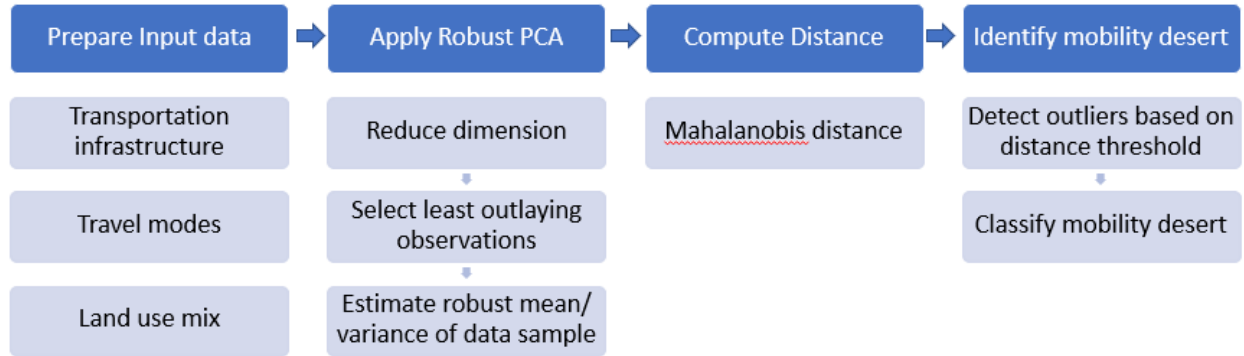 Prepare Input data
Apply Robust PCA
Compute Distance
Identify mobility desert
Transportation
infrastructure
Travel modes
Land use mix
Reduce dimension
Select least outlaying
observations
Estimate robust mean/
variance of data sample
Mahalanobis distance
Detect outliers based on
distance threshold
Classify mobility desert